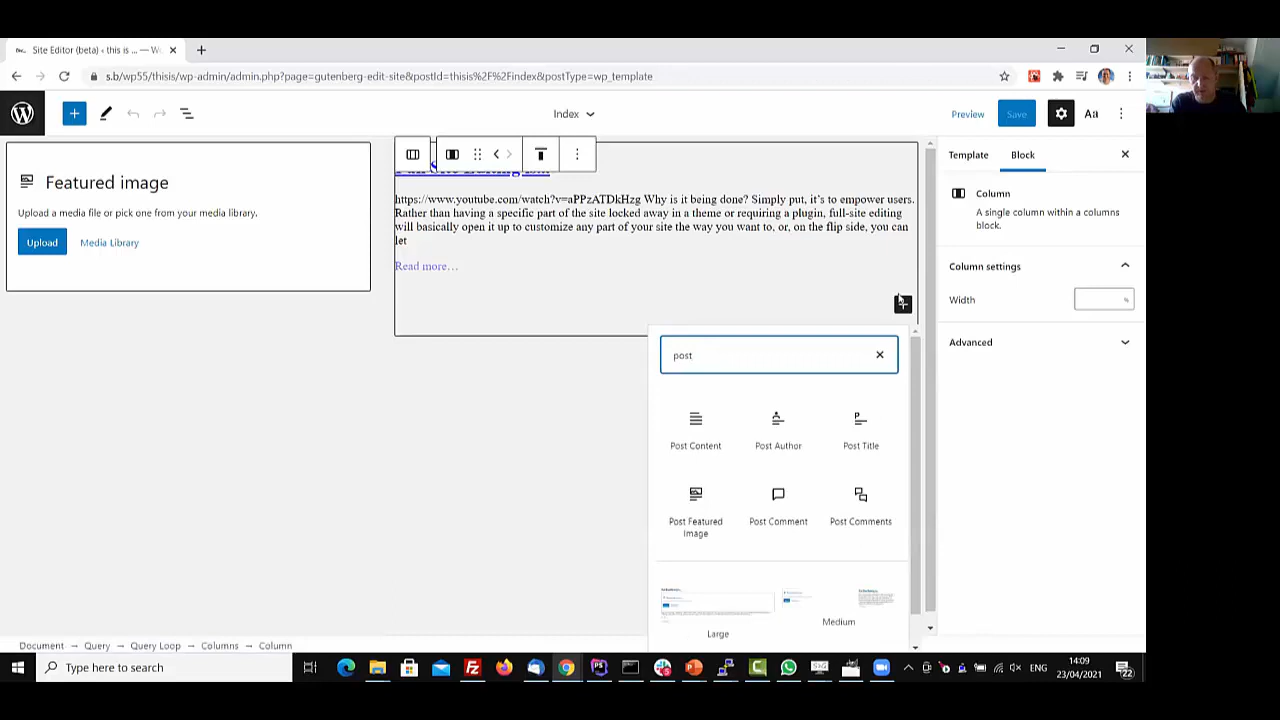 Site Editor (beta) ‹ this is ... — Wo
s.b/wp55/thisis/wp-admin/admin.php?page=gutenberg-edit-site&postId=thisis%2F%2Findex&postType=wp_template
Index
Preview
Save
Aa
Featured image
Upload a media file or pick one from your media library.
Upload
Media Library
https://www.youtube.com/watch?v=aPPzATDkHzg Why is it being done? Simply put, it's to empower users.
Rather than having a specific part of the site locked away in a theme or requiring a plugin, full-site editing
will basically open it up to customize any part of your site the way you want to, or, on the flip side, you can
let
Read more…
post
Post Content
Post Author
Post Title
Post Featured
Image
Post Comment
Post Comments
Large
Medium
Template
Block
Column
A single column within a columns
block.
Column settings
Width
%
Advanced
Document → Query → Query Loop → Columns → Column
Type here to search
ENG
14:09
23/04/2021
22